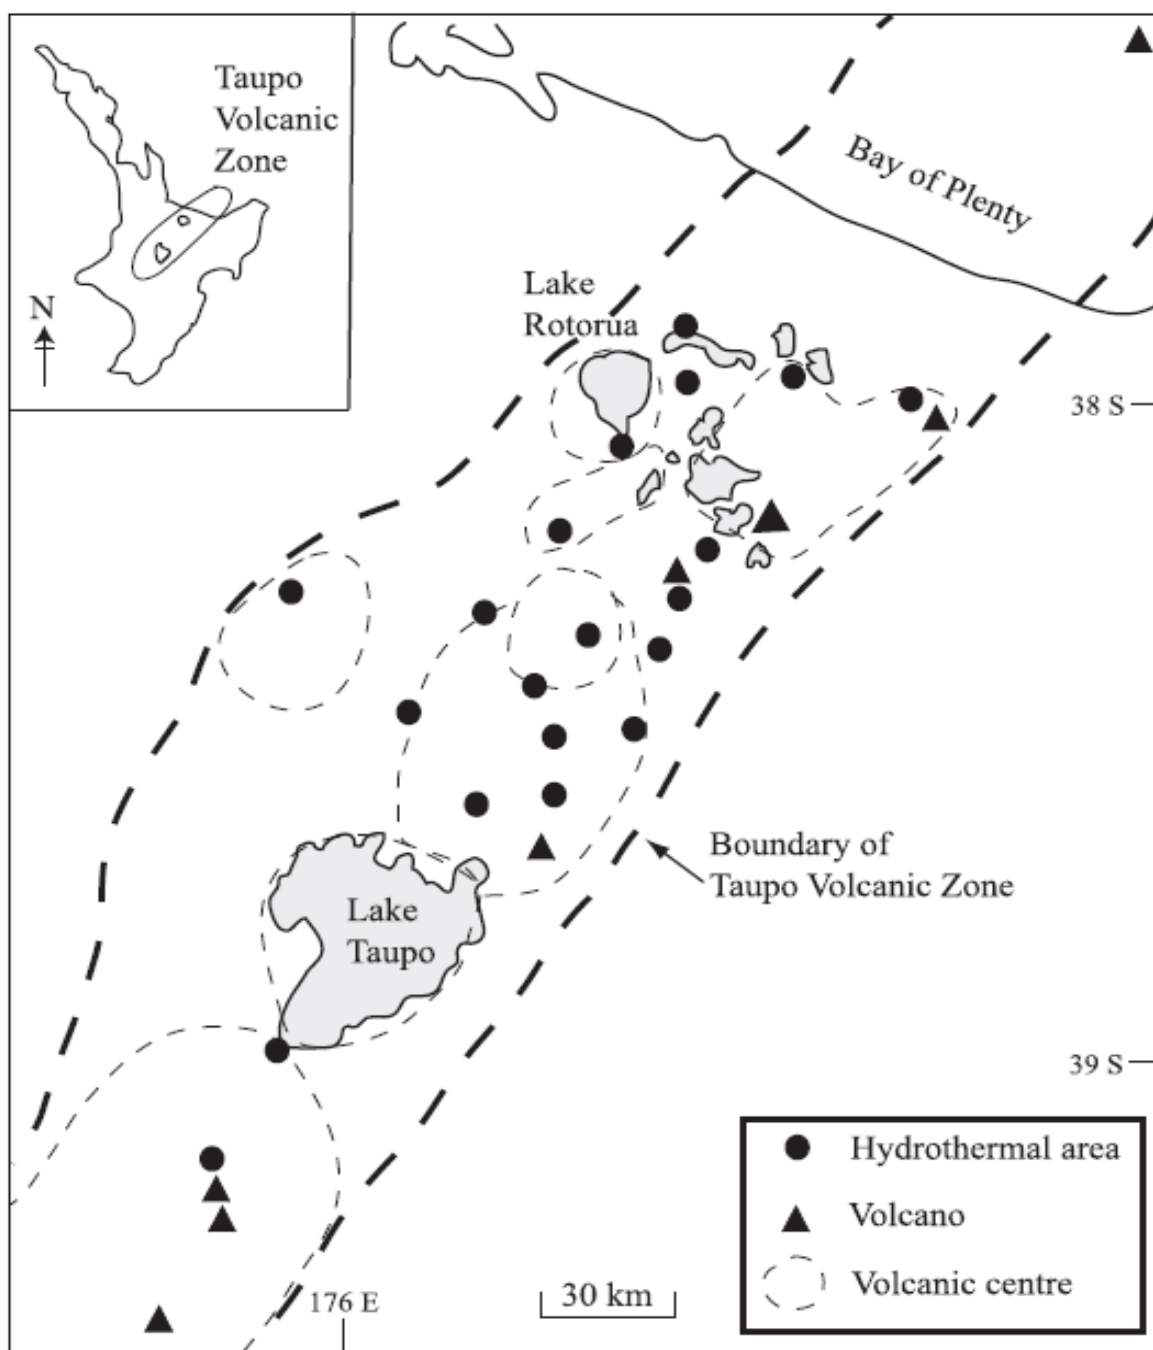 Taupo
Volcanic
Zone
N
Bay of Plenty
Lake
Rotorua
38 S
Boundary of
Taupo Volcanic Zone
Lake
Taupo
39 S
Hydrothermal area
Volcano
Volcanic centre
176 E
30 km